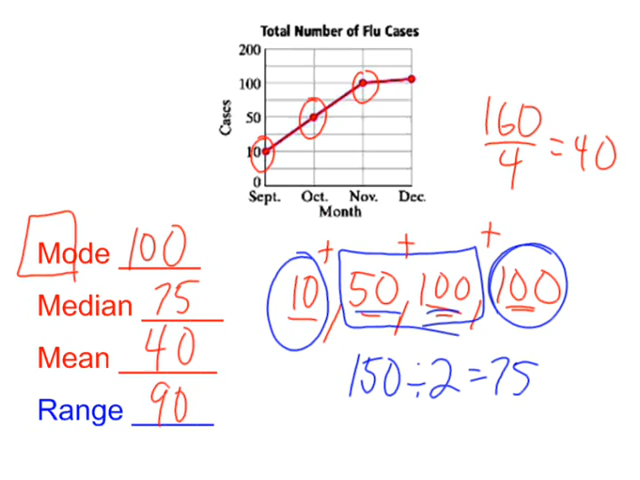 Total Number of Flu Cases
200
100
50
10
0
Cases
Sept. Oct. Nov. Dec.
Month
160
4
= 40
Mode 100
Median 75
Mean 40
Range 90
+ + +
10, 50, 100, 100
150 ÷ 2 = 75